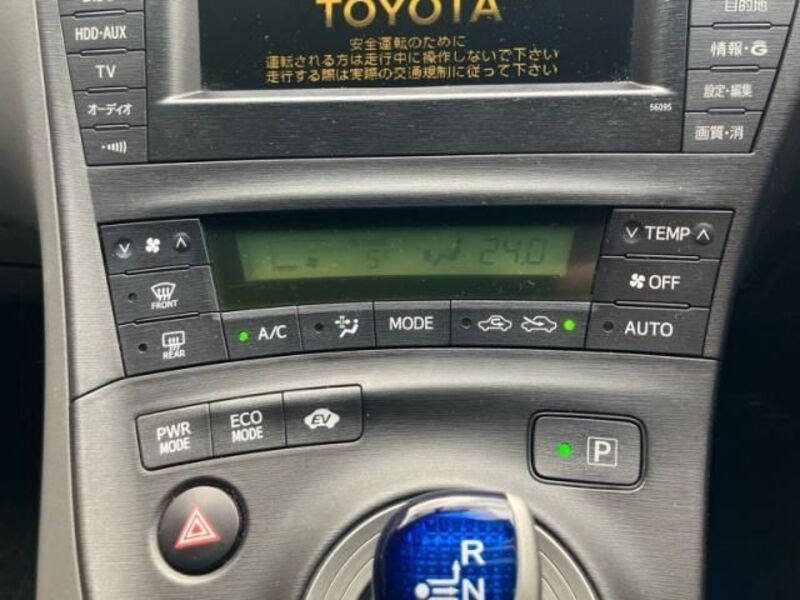 TOYOTA
安全運転のために
運転される方は走行中に操作しないで下さい
走行する際は実際の交通規制に従って下さい
HDD·AUX
TV
オーディオ
目的地
情報·G
設定·編集
画質·消
56095
FRONT
REAR
5
24.0
TEMP
OFF
A/C
MODE
AUTO
PWR
MODE
ECO
MODE
EV
P
R
N